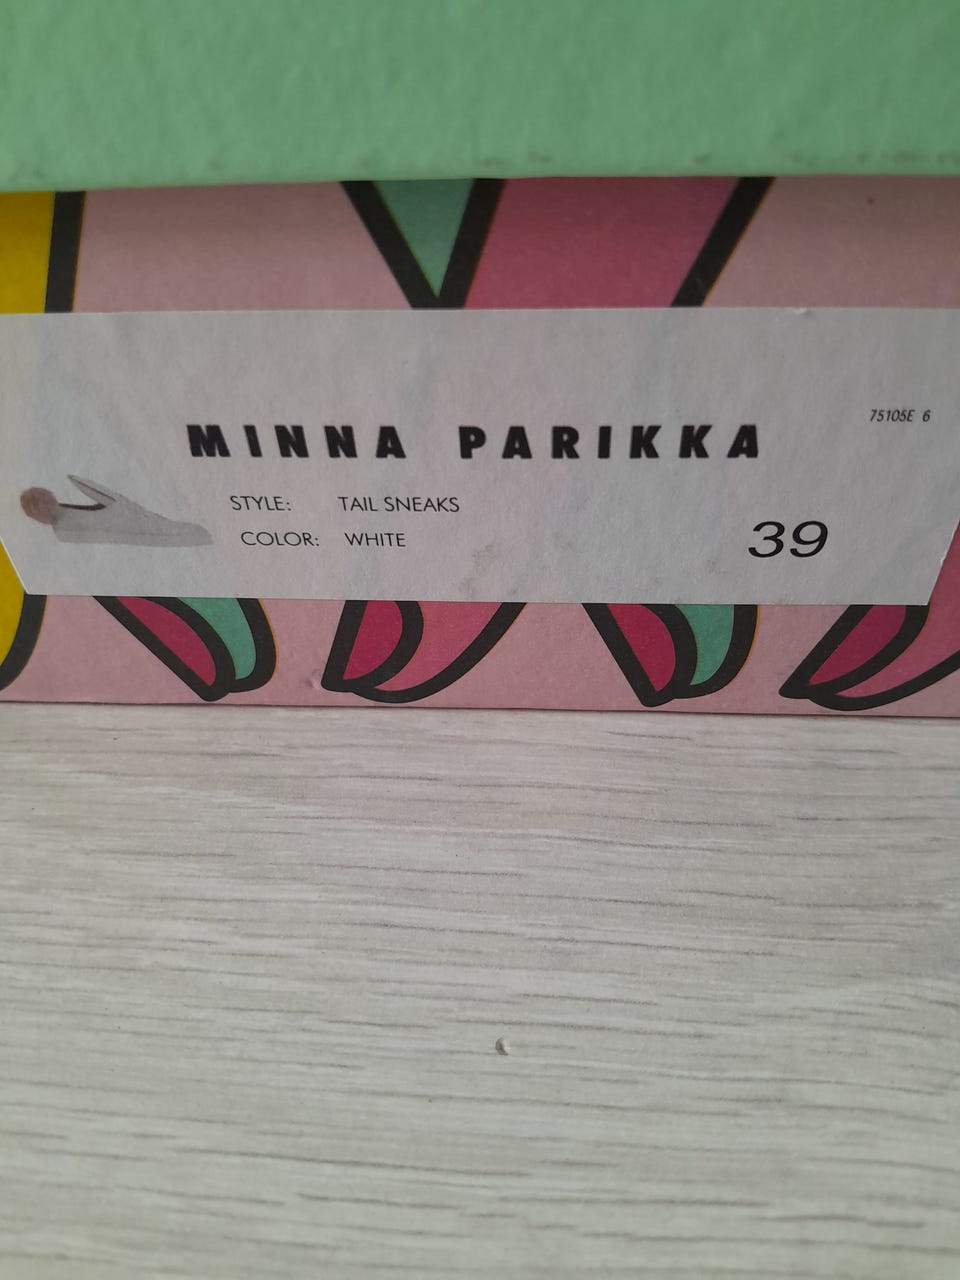 75105E 6
MINNA PARIKKA
STYLE: TAIL SNEAKS
COLOR: WHITE
39